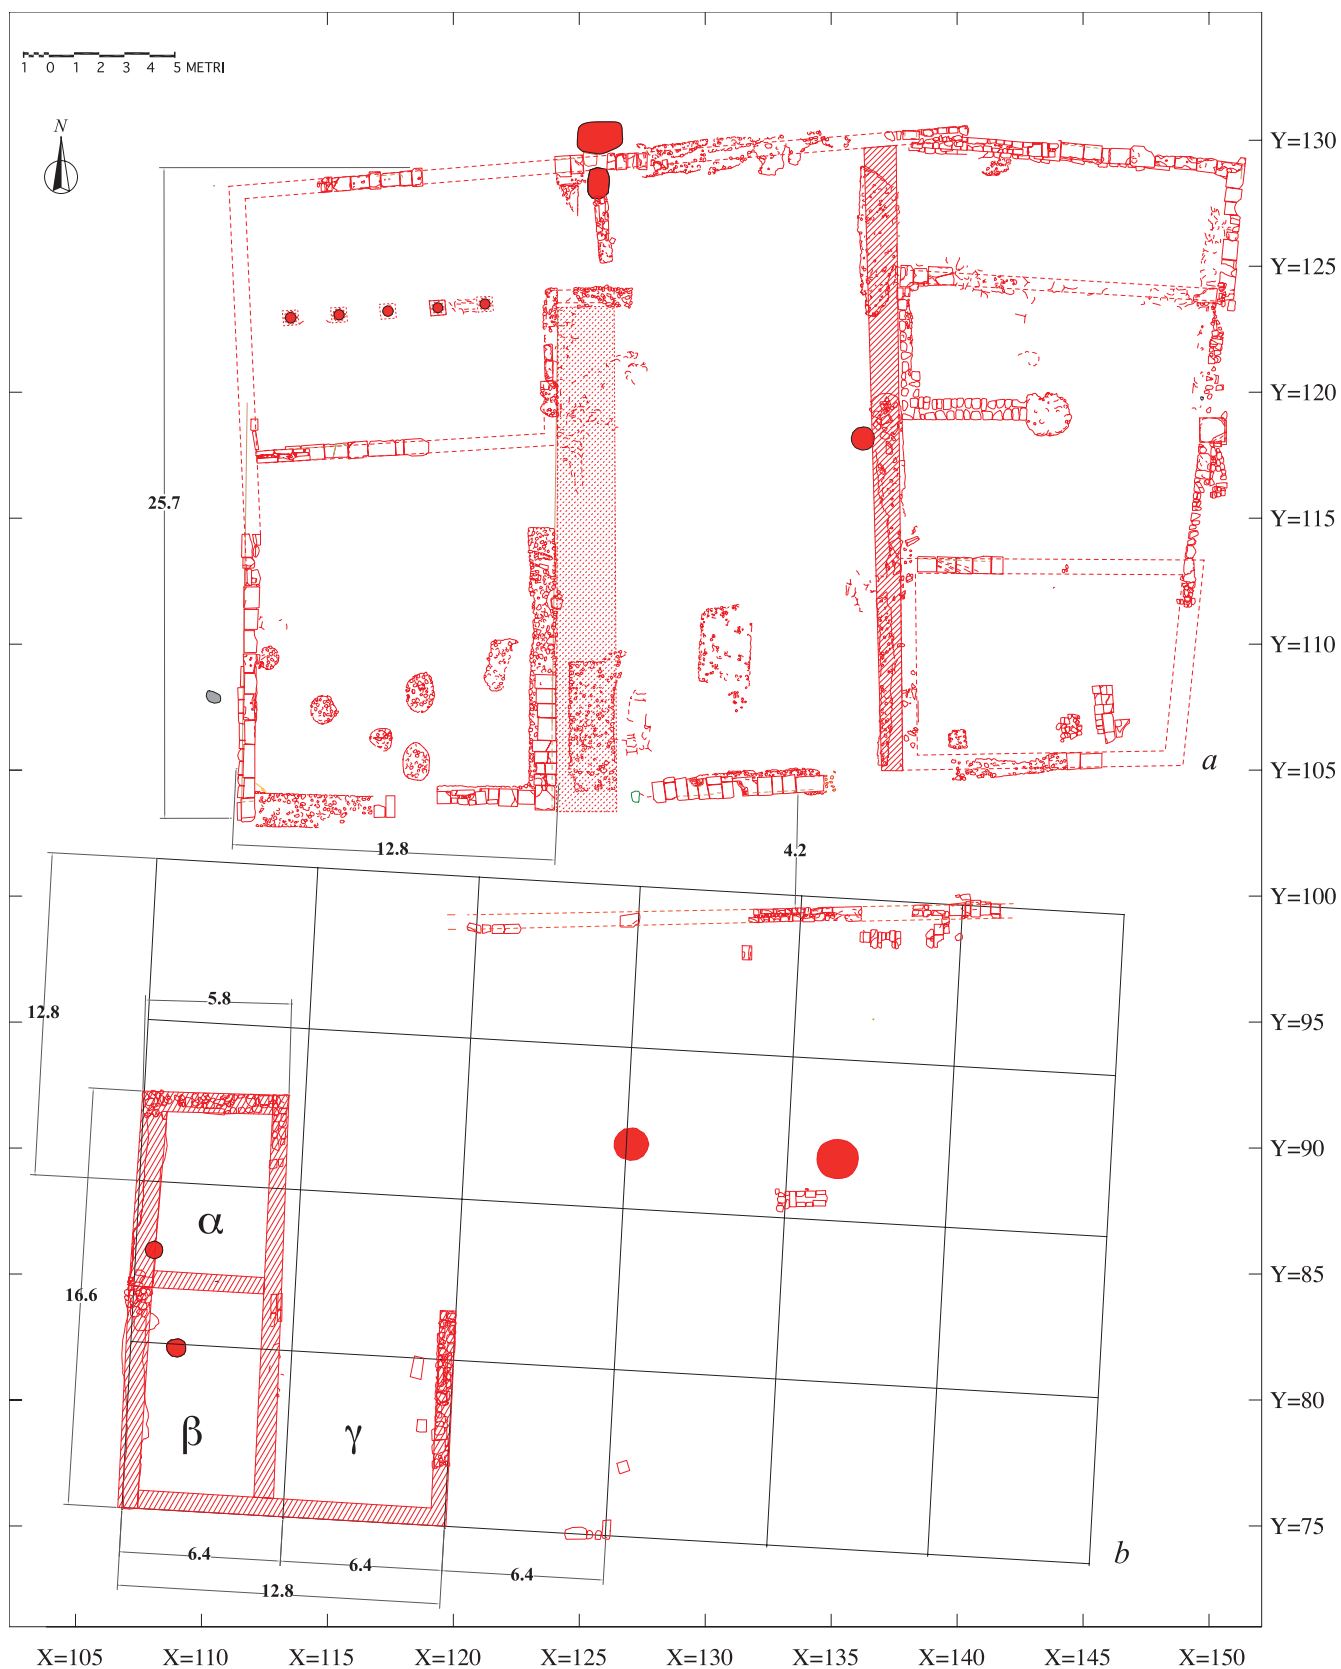 1 0 1 2 3 4 5 METRI
N
Y=130
Y=125
Y=120
Y=115
25.7
Y=110
a
Y=105
12.8
4.2
Y=100
5.8
12.8
Y=95
Y=90
α
Y=85
16.6
Y=80
β
γ
Y=75
b
6.4
6.4
6.4
12.8
X=105 X=110 X=115 X=120 X=125 X=130 X=135 X=140 X=145 X=150